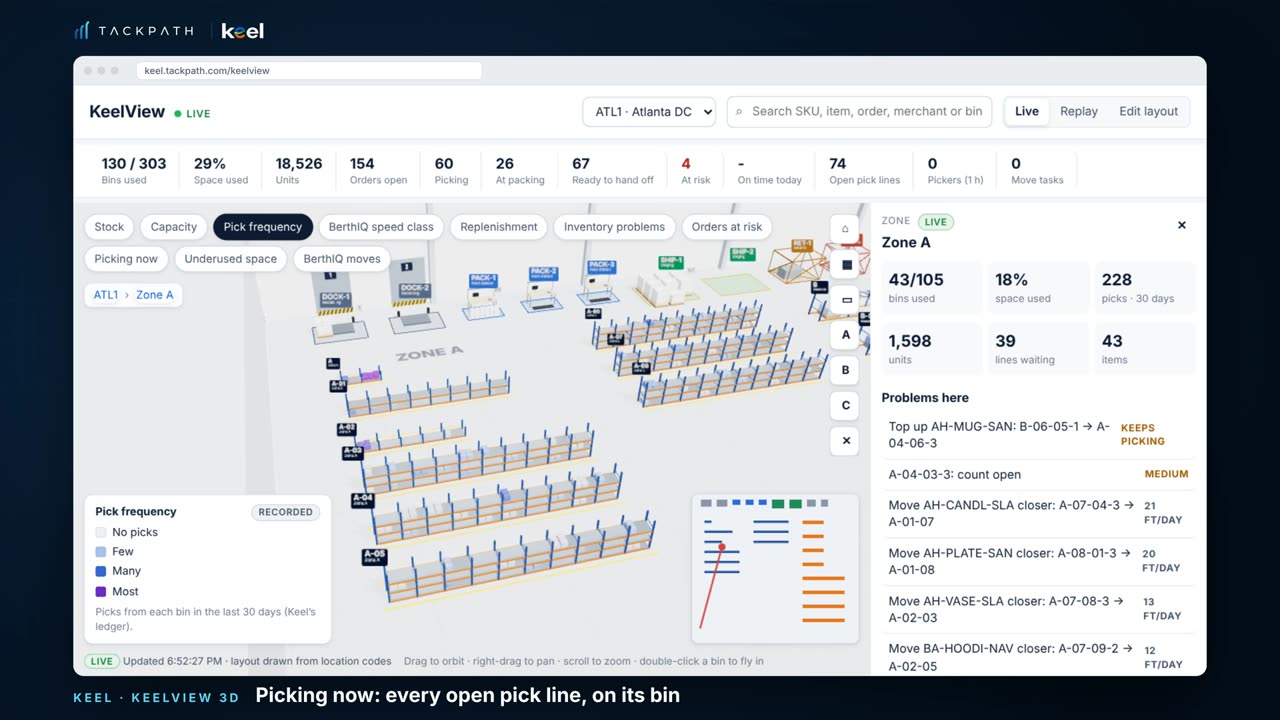 TACKPATH
keel
keel.tackpath.com/keelview
KeelView
LIVE
ATL1 · Atlanta DC
Search SKU, item, order, merchant or bin
Live
Replay
Edit layout
130 / 303
Bins used
29%
Space used
18,526
Units
154
Orders open
60
Picking
26
At packing
67
Ready to hand off
4
At risk
-
On time today
74
Open pick lines
0
Pickers (1 h)
0
Move tasks
Stock
Capacity
Pick frequency
BerthIQ speed class
Replenishment
Inventory problems
Orders at risk
Picking now
Underused space
BerthIQ moves
ATL1 › Zone A
DOCK-1
DOCK-2
PACK-1
PACK-2
PACK-3
SHIP-1
SHIP-2
ZONE A
A-01
A-02
A-03
A-04
A-05
A
B
C
✕
Pick frequency
RECORDED
No picks
Few
Many
Most
Picks from each bin in the last 30 days (Keel's
ledger).
LIVE
Updated 6:52:27 PM · layout drawn from location codes
Drag to orbit · right-drag to pan · scroll to zoom · double-click a bin to fly in
ZONE
LIVE
✕
Zone A
43/105
bins used
18%
space used
228
picks · 30 days
1,598
units
39
lines waiting
43
items
Problems here
Top up AH-MUG-SAN: B-06-05-1 → A-
04-06-3
KEEPS
PICKING
A-04-03-3: count open
MEDIUM
Move AH-CANDL-SLA closer: A-07-04-3 →
A-01-07
21
FT/DAY
Move AH-PLATE-SAN closer: A-08-01-3 →
A-01-08
20
FT/DAY
Move AH-VASE-SLA closer: A-07-08-3 →
A-02-03
13
FT/DAY
Move BA-HOODI-NAV closer: A-07-09-2 →
A-02-05
12
FT/DAY
KEEL · KEELVIEW 3D
Picking now: every open pick line, on its bin